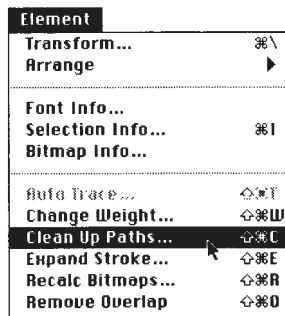 Element
Transform... ⌘\
Arrange ▶
Font Info...
Selection Info... ⌘I
Bitmap Info...
Auto Trace... ⇧⌘T
Change Weight... ⇧⌘W
Clean Up Paths... ⇧⌘C
Expand Stroke... ⇧⌘E
Recalc Bitmaps... ⇧⌘R
Remove Overlap ⇧⌘O